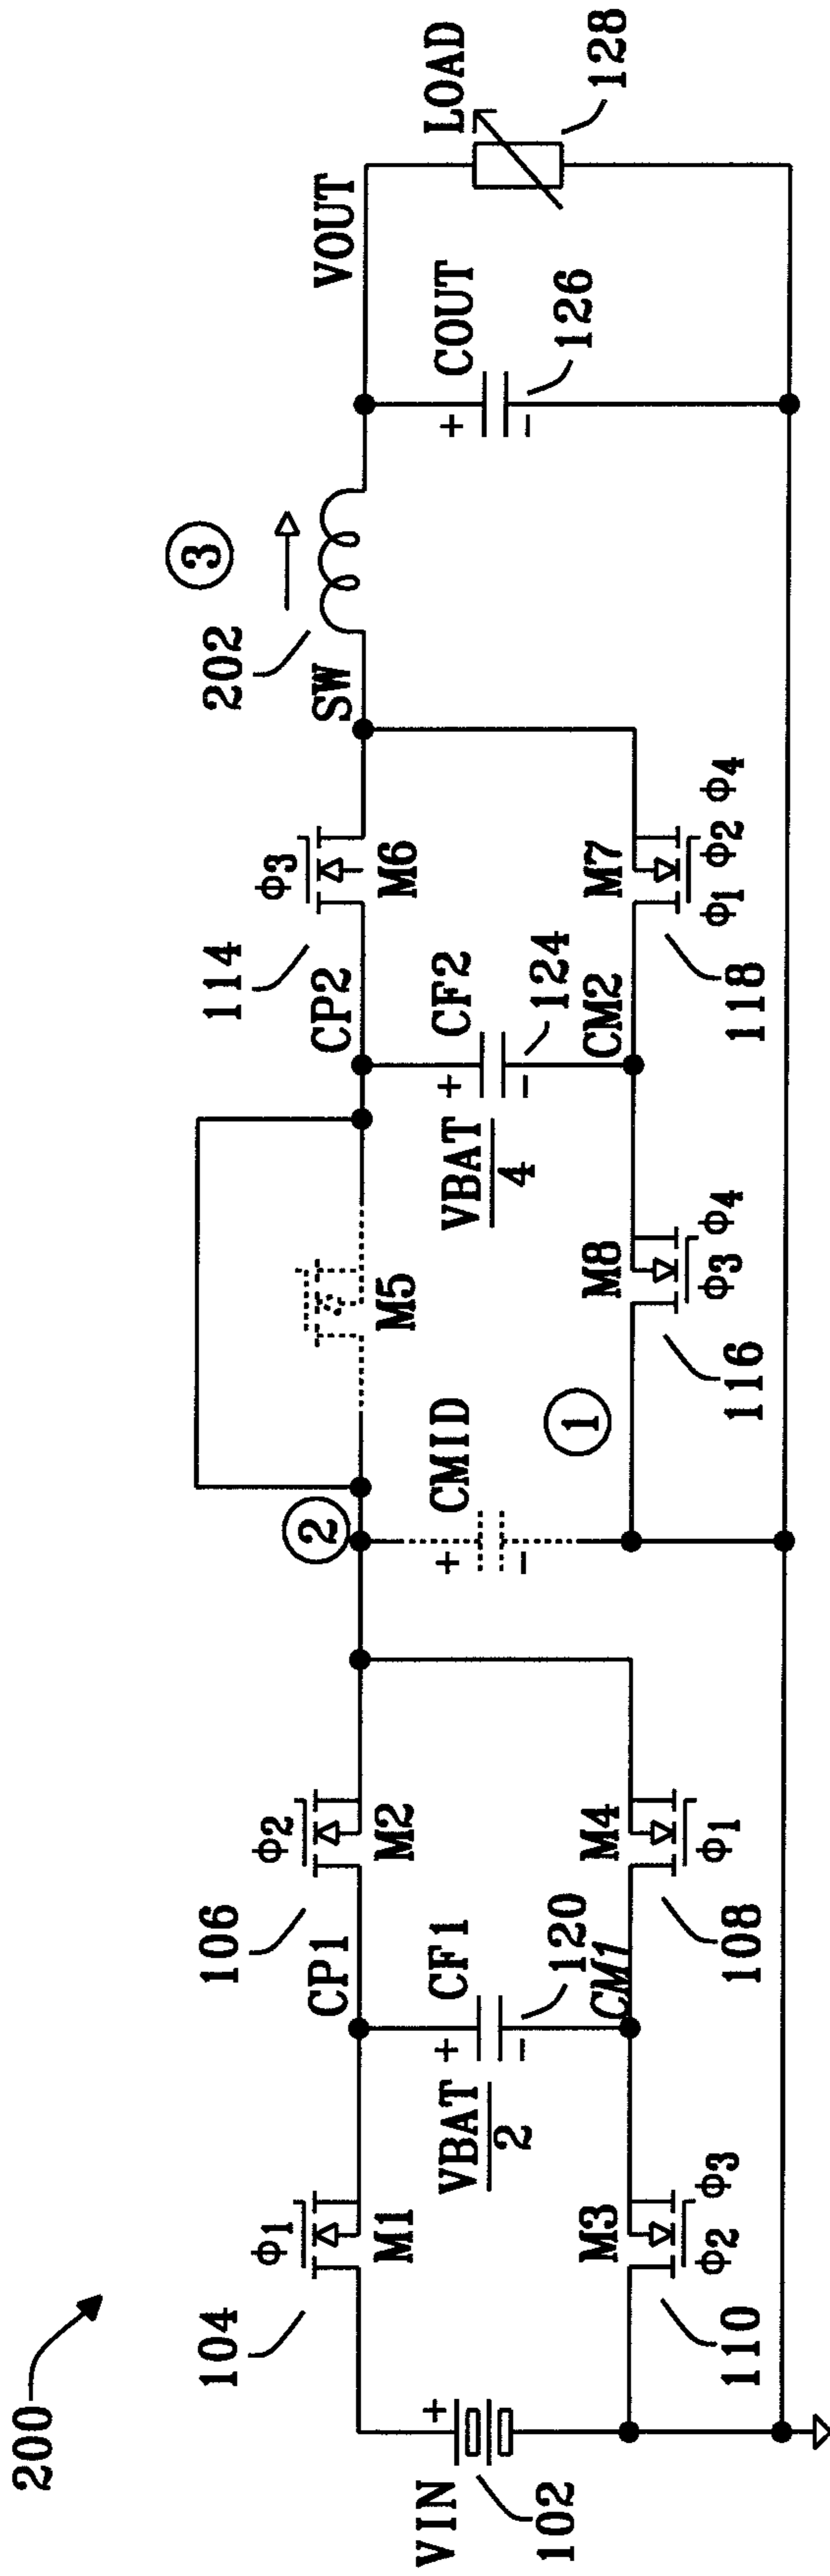 200
VIN
102
104
Φ1
M1
M3
Φ2 Φ3
110
CP1
VBAT
2
CF1
120
CM1
106
Φ2
M2
M4
Φ1
108
2
CMID
1
M5
M8
Φ3 Φ4
116
VBAT
4
CP2
CF2
124
CM2
114
Φ3
M6
M7
Φ1 Φ2 Φ4
118
SW
202
3
VOUT
COUT
126
LOAD
128